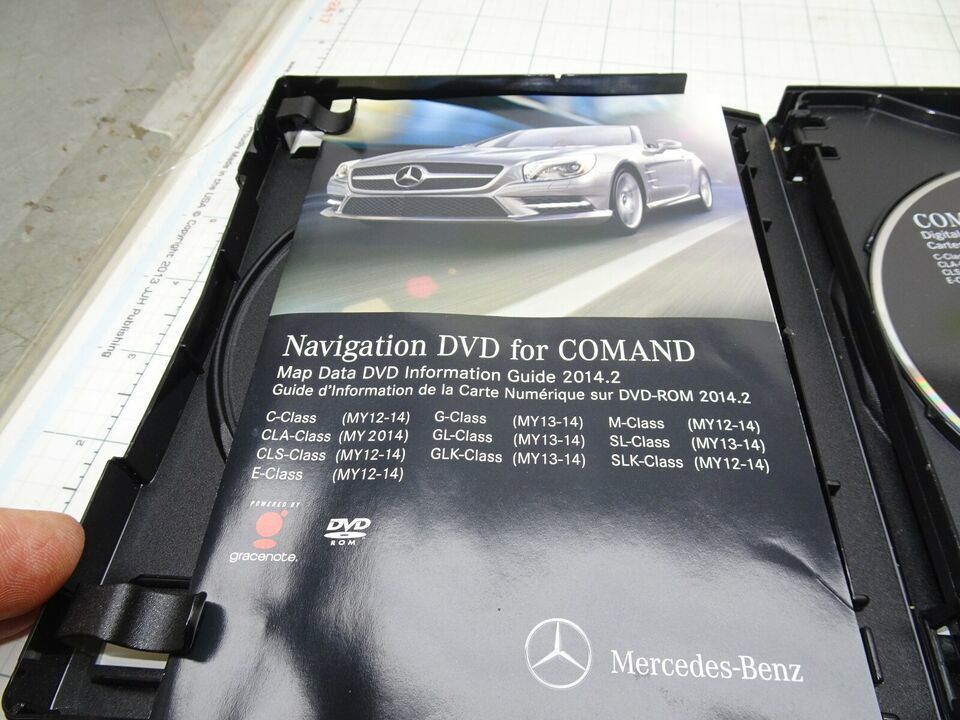 Navigation DVD for COMAND
Map Data DVD Information Guide 2014.2
Guide d'Information de la Carte Numérique sur DVD-ROM 2014.2
C-Class (MY12-14) G-Class (MY13-14) M-Class (MY12-14)
CLA-Class (MY 2014) GL-Class (MY13-14) SL-Class (MY13-14)
CLS-Class (MY12-14) GLK-Class (MY13-14) SLK-Class (MY12-14)
E-Class (MY12-14)
POWERED BY
gracenote.
DVD
ROM
Mercedes-Benz
Digital
Made in the USA © Copyright 2013 JJH Publishing